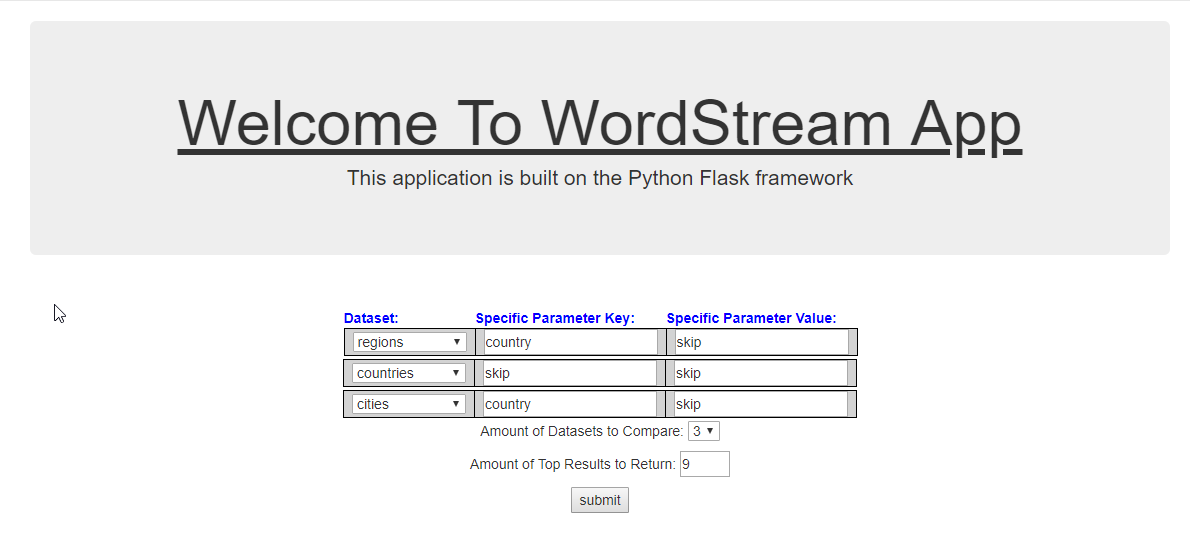 Welcome To WordStream App
This application is built on the Python Flask framework
Dataset: Specific Parameter Key: Specific Parameter Value:
regions country skip
countries skip skip
cities country skip
Amount of Datasets to Compare: 3
Amount of Top Results to Return: 9
submit